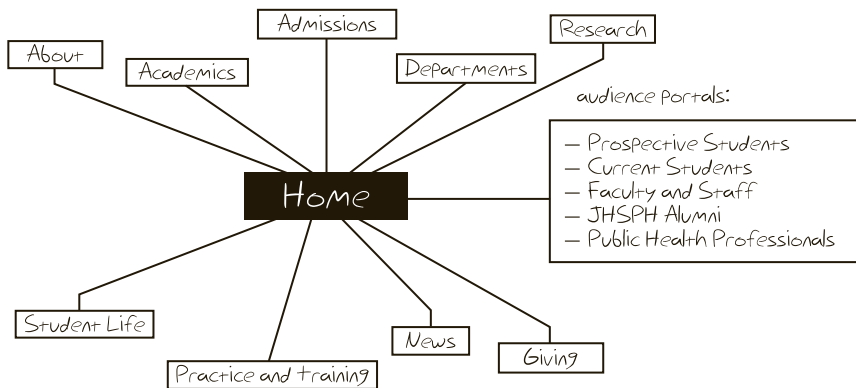 Admissions
Research
About
Academics
Departments
audience portals:
Home
– Prospective Students
– Current Students
– Faculty and Staff
– JHSPH Alumni
– Public Health Professionals
Student Life
News
Giving
Practice and training